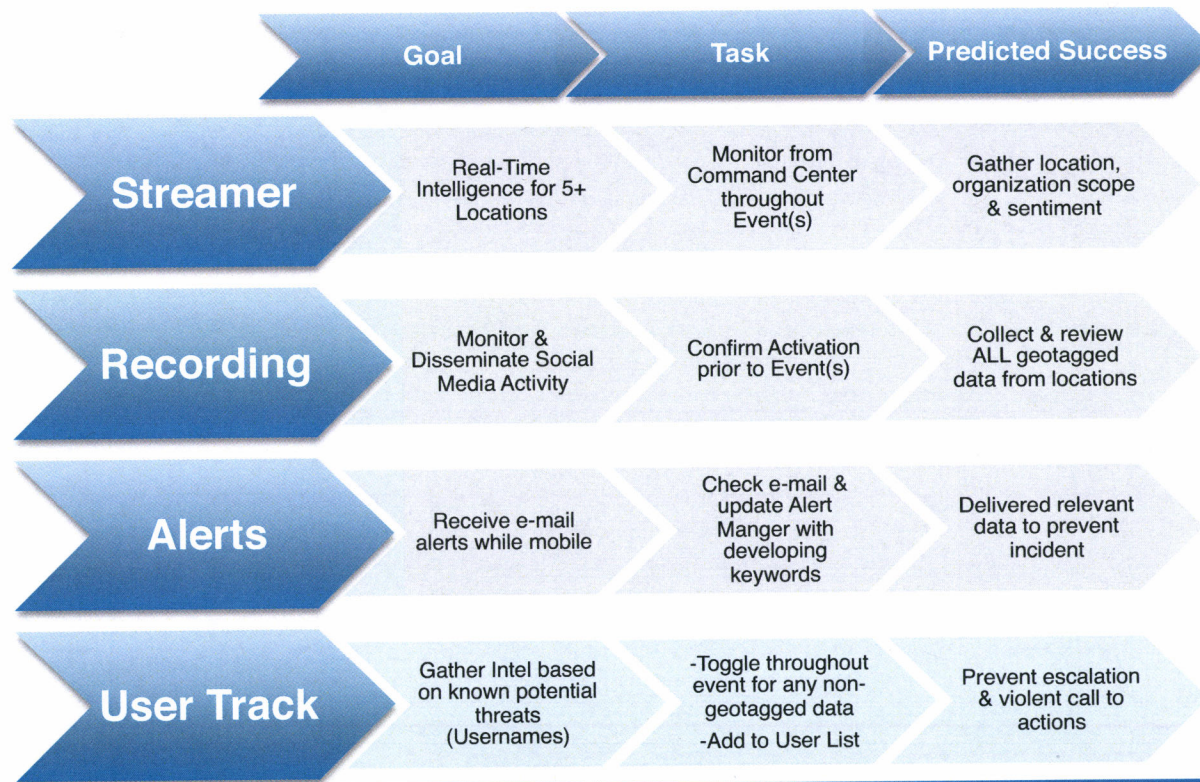 Goal
Task
Predicted Success
Streamer
Real-Time
Intelligence for 5+
Locations
Monitor from
Command Center
throughout
Event(s)
Gather location,
organization scope
& sentiment
Recording
Monitor &
Disseminate Social
Media Activity
Confirm Activation
prior to Event(s)
Collect & review
ALL geotagged
data from locations
Alerts
Receive e-mail
alerts while mobile
Check e-mail &
update Alert
Manger with
developing
keywords
Delivered relevant
data to prevent
incident
User Track
Gather Intel based
on known potential
threats
(Usernames)
-Toggle throughout
event for any non-
geotagged data
-Add to User List
Prevent escalation
& violent call to
actions